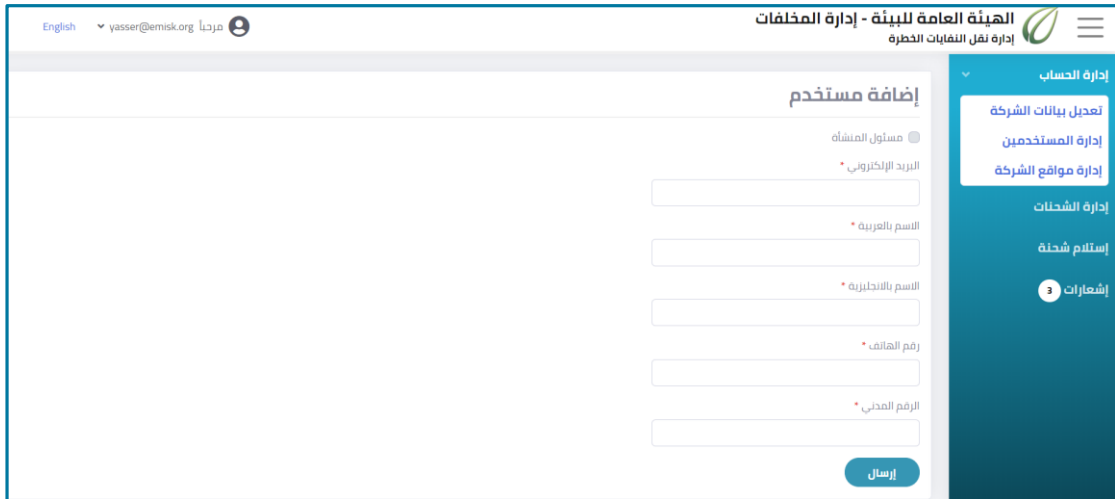 الهيئة العامة للبيئة - إدارة المخلفات
إدارة نقل النفايات الخطرة
مرحباً yasser@emisk.org
English
إدارة الحساب
تعديل بيانات الشركة
إدارة المستخدمين
إدارة مواقع الشركة
إدارة الشحنات
إستلام شحنة
إشعارات 3
إضافة مستخدم
مسئول المنشأة
البريد الإلكتروني *
الاسم بالعربية *
الاسم بالانجليزية *
رقم الهاتف *
الرقم المدني *
إرسال